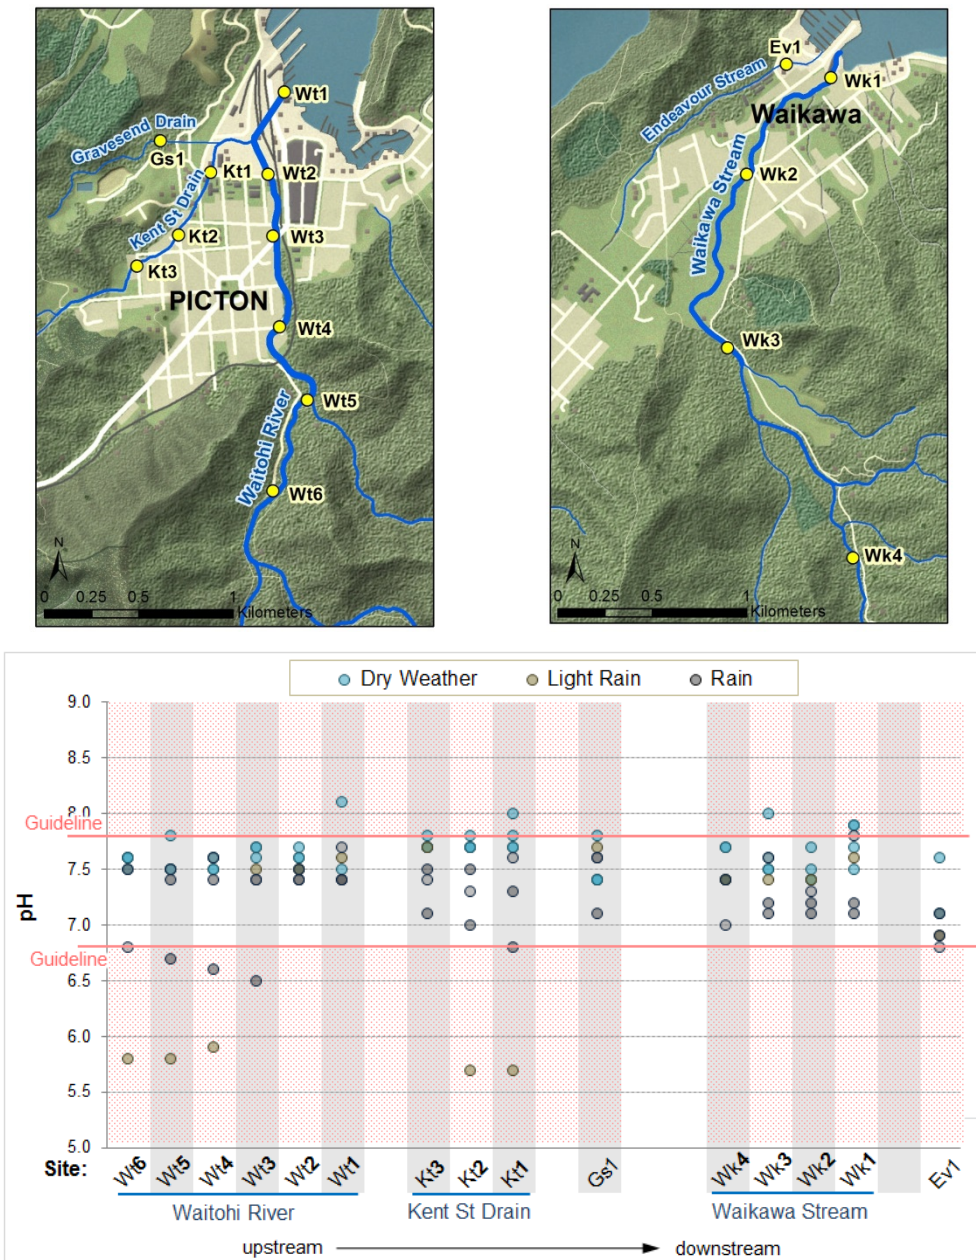 Wt1
Gravesend Drain
Gs1
Kt1
Wt2
Kent St Drain
Kt2
Wt3
Kt3
PICTON
Wt4
Wt5
Waitohi River
Wt6
N
0 0.25 0.5 1
Kilometers
Ev1
Endeavour Stream
Wk1
Waikawa
Wk2
Waikawa Stream
Wk3
Wk4
N
0 0.25 0.5 1
Kilometers
Dry Weather Light Rain Rain
9.0
8.5
8.0
Guideline
7.5
pH
7.0
Guideline
6.5
6.0
5.5
5.0
Site: Wt6 Wt5 Wt4 Wt3 Wt2 Wt1 Kt3 Kt2 Kt1 Gs1 Wk4 Wk3 Wk2 Wk1 Ev1
Waitohi River Kent St Drain Waikawa Stream
upstream downstream